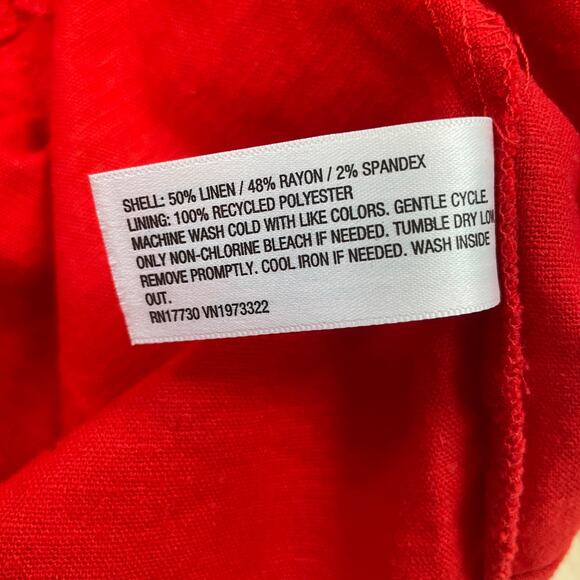 SHELL: 50% LINEN / 48% RAYON / 2% SPANDEX
LINING: 100% RECYCLED POLYESTER
MACHINE WASH COLD WITH LIKE COLORS. GENTLE CYCLE.
ONLY NON-CHLORINE BLEACH IF NEEDED. TUMBLE DRY LOW.
REMOVE PROMPTLY. COOL IRON IF NEEDED. WASH INSIDE
OUT.
RN17730 VN1973322